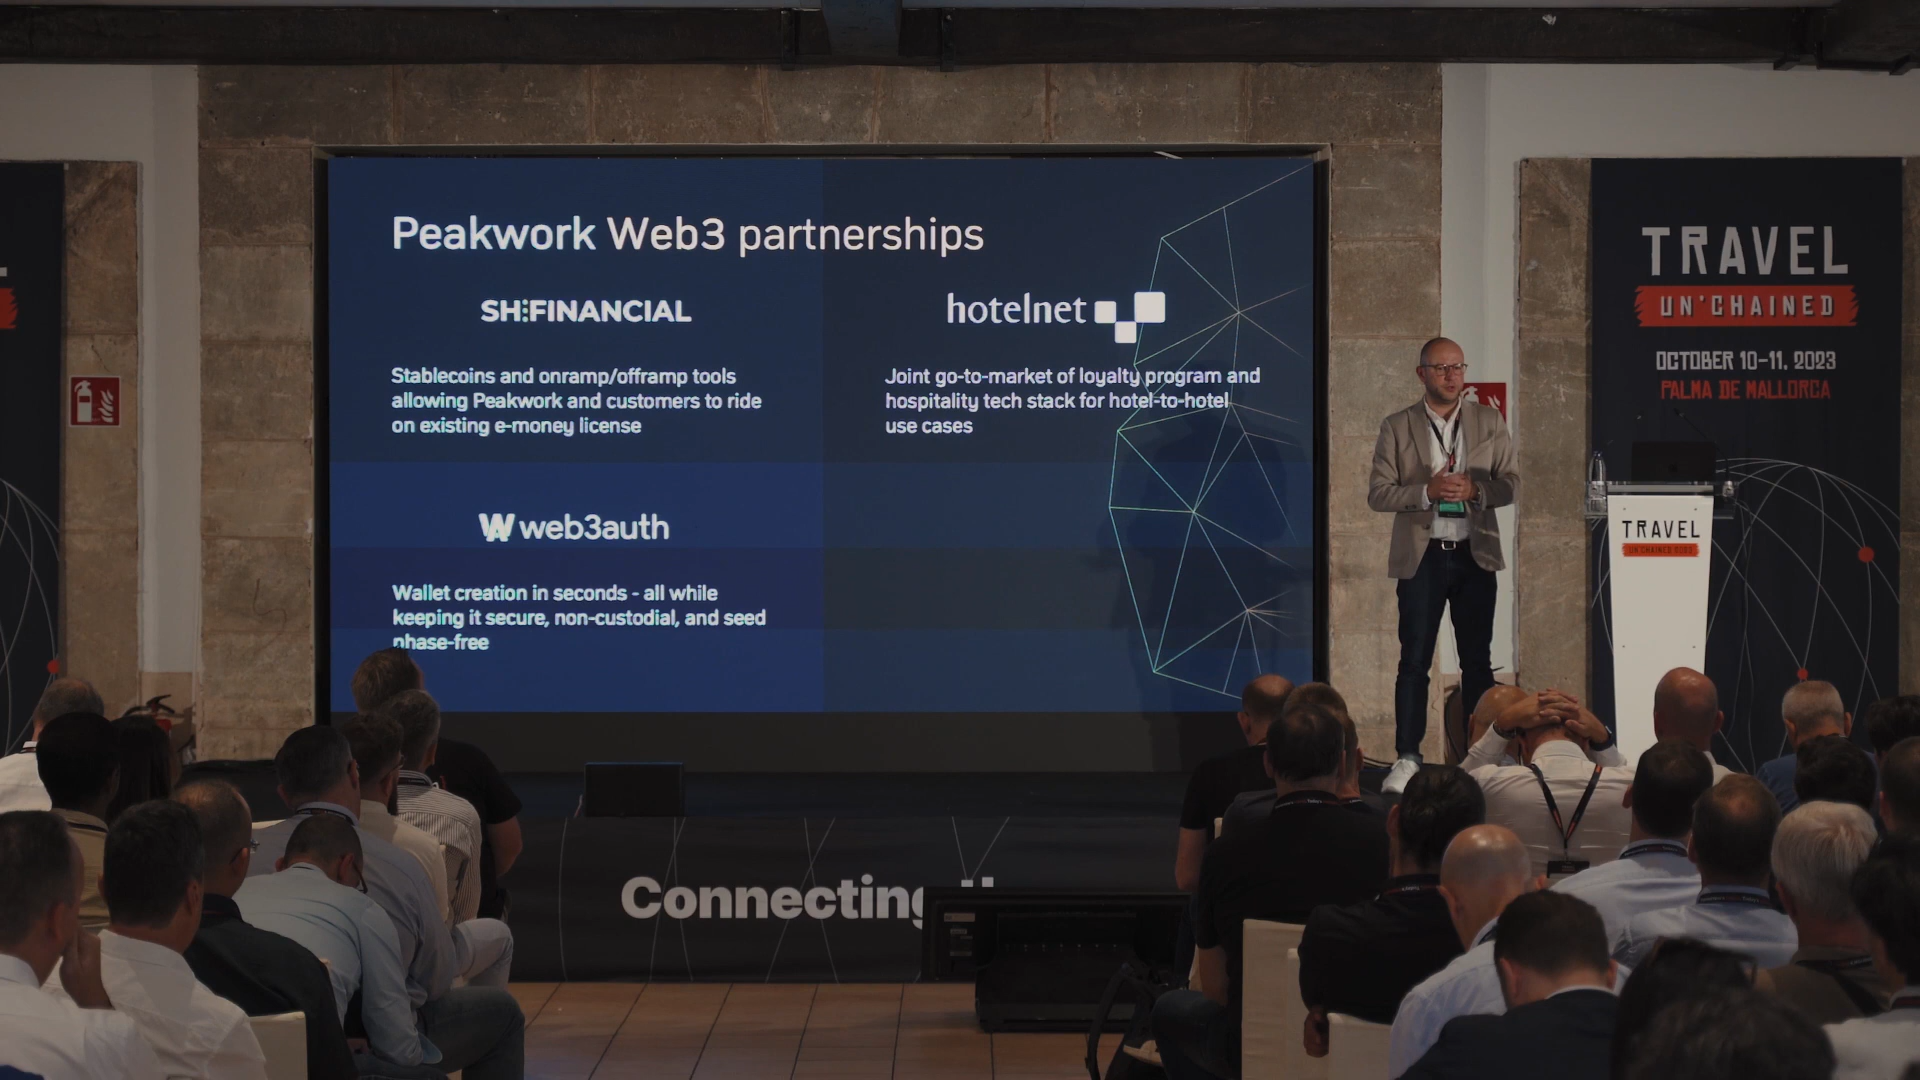 Peakwork Web3 partnerships
SH:FINANCIAL
Stablecoins and onramp/offramp tools
allowing Peakwork and customers to ride
on existing e-money license
hotelnet
Joint go-to-market of loyalty program and
hospitality tech stack for hotel-to-hotel
use cases
web3auth
Wallet creation in seconds - all while
keeping it secure, non-custodial, and seed
phase-free
TRAVEL
UN'CHAINED
OCTOBER 10-11, 2023
PALMA DE MALLORCA
TRAVEL
UN'CHAINED 2023
Connecting